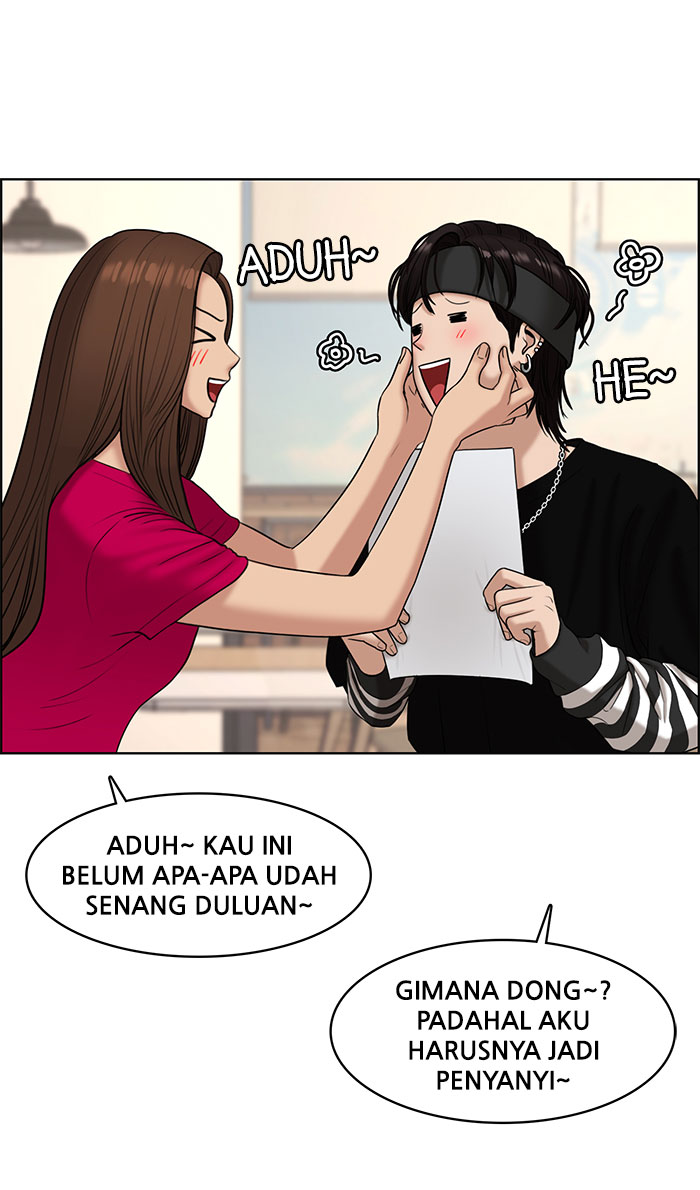 ADUH~
HE~
ADUH~ KAU INI
BELUM APA-APA UDAH
SENANG DULUAN~
GIMANA DONG~?
PADAHAL AKU
HARUSNYA JADI
PENYANYI~